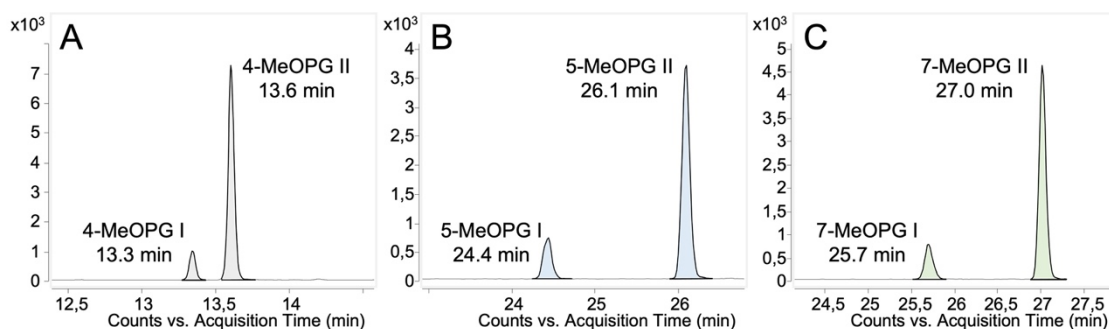 A
x10³
7
6
5
4
3
2
1
0
4-MeOPG II
13.6 min
4-MeOPG I
13.3 min
12,5 13 13,5 14
Counts vs. Acquisition Time (min)
B
x10³
4
3,5
3
2,5
2
1,5
1
0,5
0
5-MeOPG II
26.1 min
5-MeOPG I
24.4 min
24 25 26
Counts vs. Acquisition Time (min)
C
x10³
5
4,5
4
3,5
3
2,5
2
1,5
1
0,5
0
7-MeOPG II
27.0 min
7-MeOPG I
25.7 min
24,5 25 25,5 26 26,5 27 27,5
Counts vs. Acquisition Time (min)